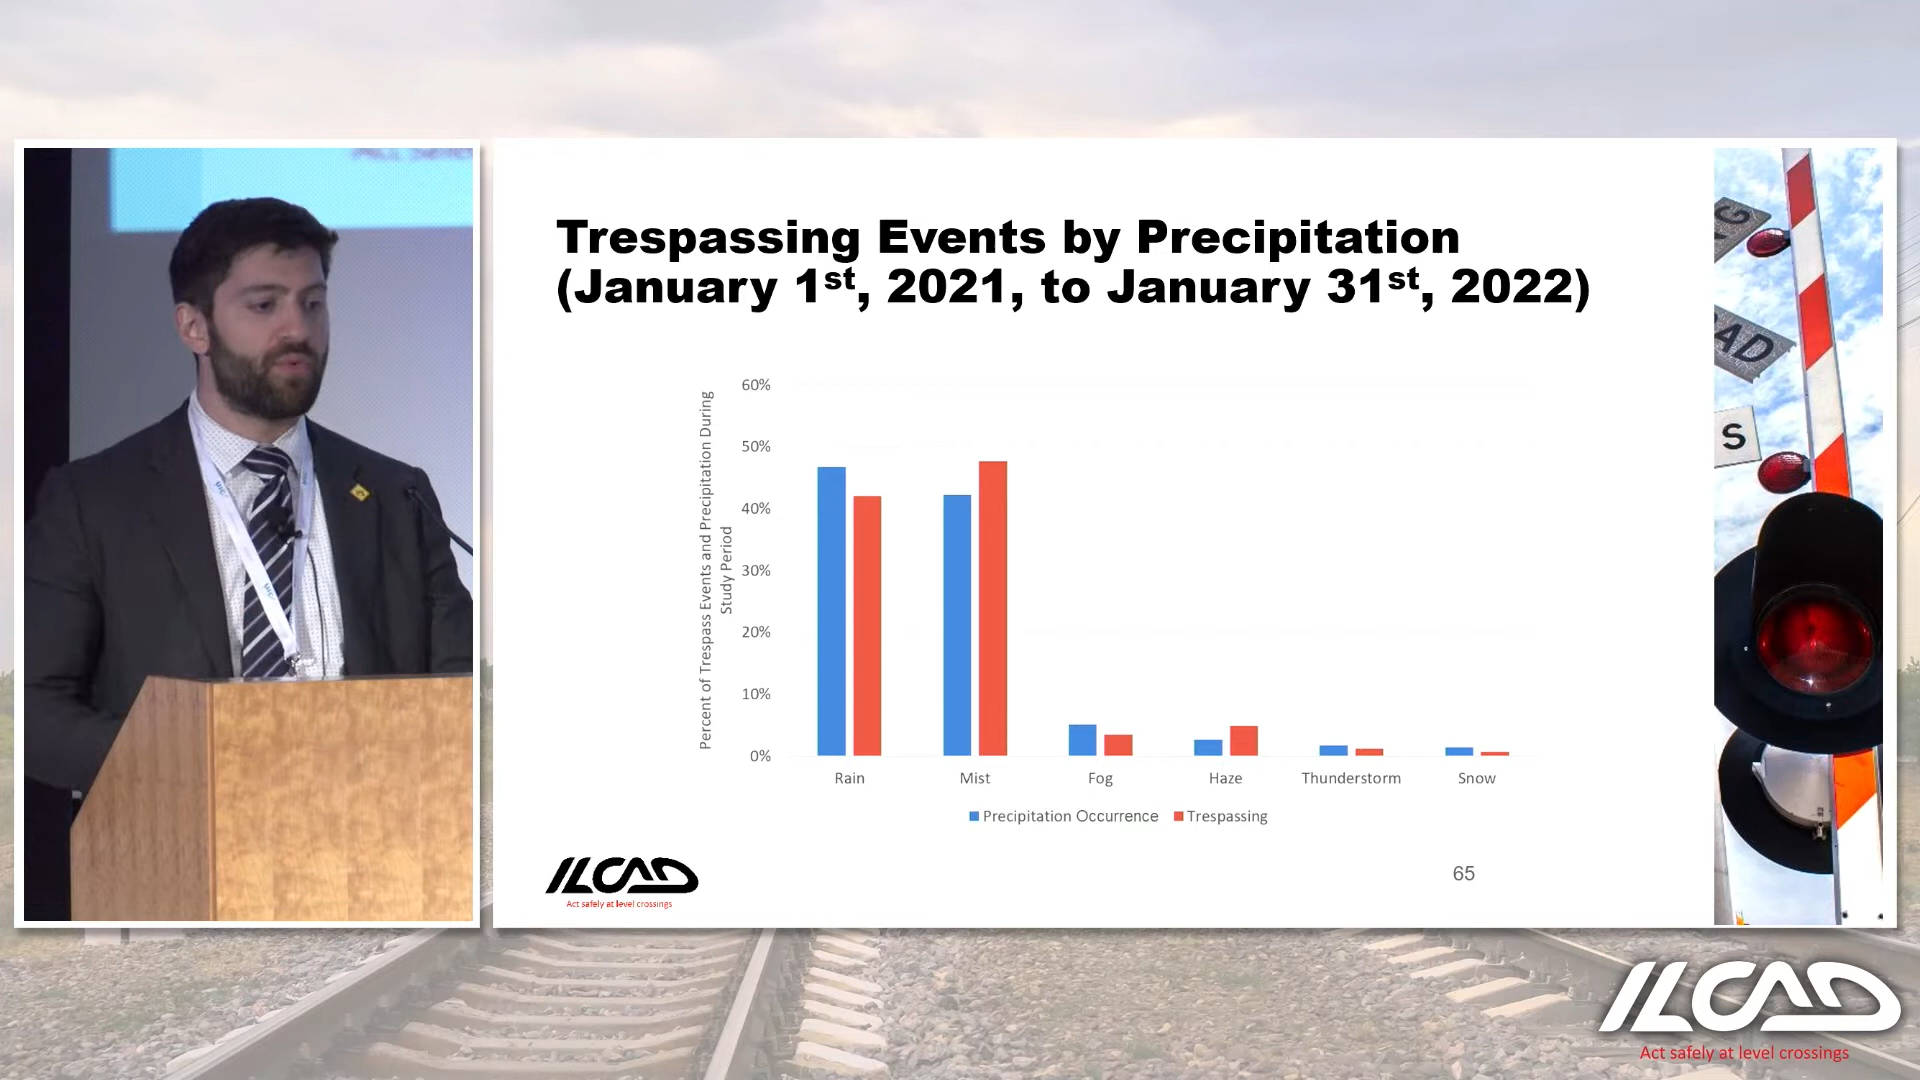 Trespassing Events by Precipitation
(January 1st, 2021, to January 31st, 2022)
Percent of Trespass Events and Precipitation During
Study Period
60%
50%
40%
30%
20%
10%
0%
Rain
Mist
Fog
Haze
Thunderstorm
Snow
Precipitation Occurrence
Trespassing
ILCAD
Act safely at level crossings
65
G
AD
S
ILCAD
Act safely at level crossings